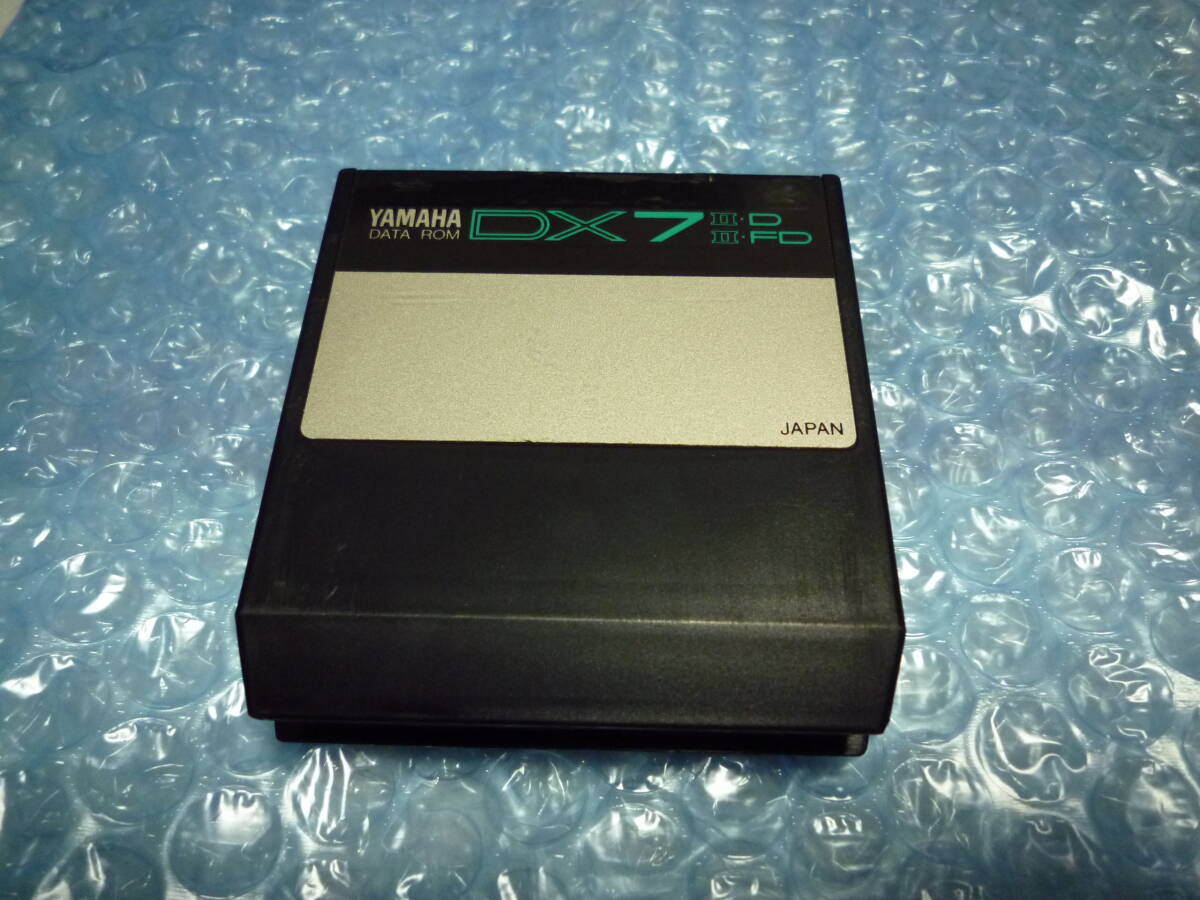 YAMAHA
DATA ROM
DX7 II·D
II·FD
JAPAN